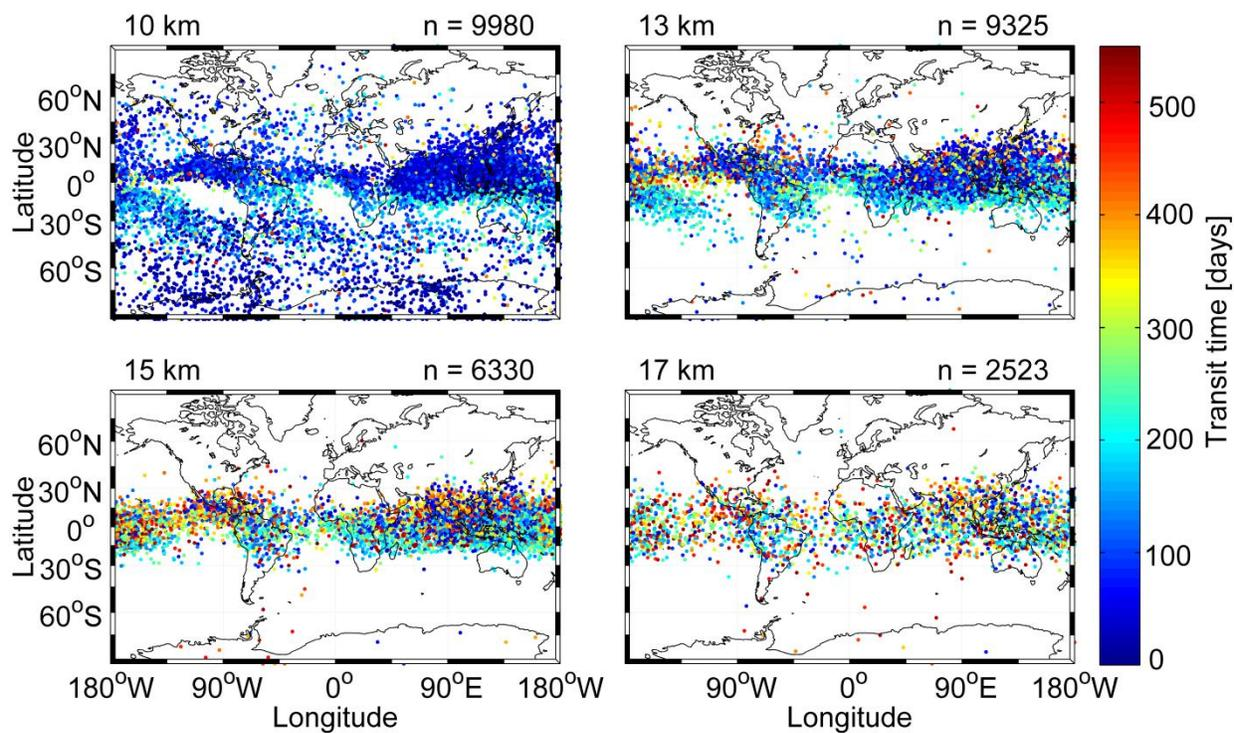 10 km n = 9980
13 km n = 9325
60°N
30°N
0°
30°S
60°S
Latitude
500
400
300
200
100
0
Transit time [days]
15 km n = 6330
17 km n = 2523
60°N
30°N
0°
30°S
60°S
Latitude
180°W 90°W 0° 90°E 180°W
Longitude
90°W 0° 90°E 180°W
Longitude